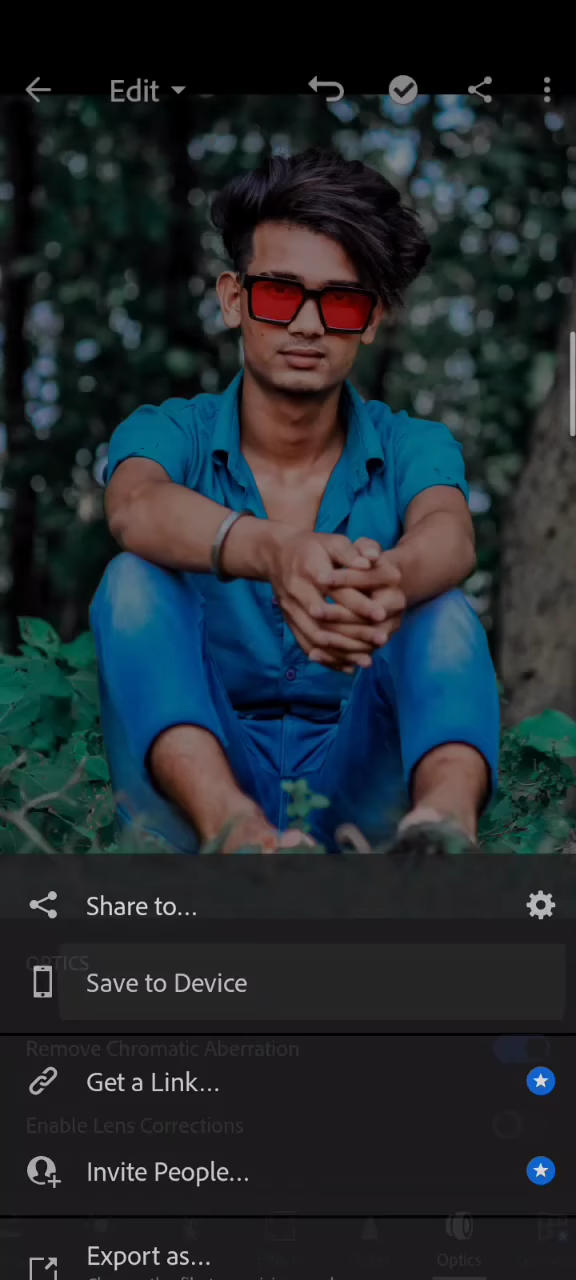 Edit
Share to...
OPTICS
Save to Device
Remove Chromatic Aberration
Get a Link...
Enable Lens Corrections
Invite People...
Export as...
Optics